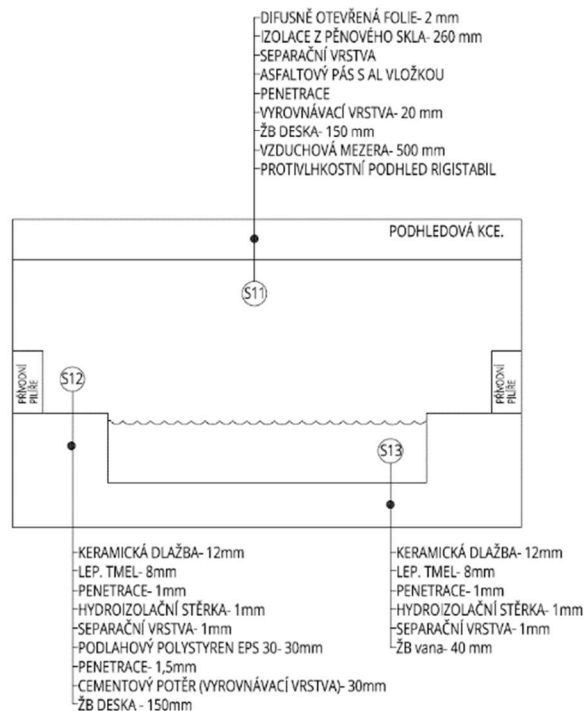 DIFUSNĚ OTEVŘENÁ FOLIE- 2 mm
IZOLACE Z PĚNOVÉHO SKLA- 260 mm
SEPARAČNÍ VRSTVA
ASFALTOVÝ PÁS S AL VLOŽKOU
PENETRACE
VYROVNÁVACÍ VRSTVA- 20 mm
ŽB DESKA- 150 mm
VZDUCHOVÁ MEZERA- 500 mm
PROTIVLHKOSTNÍ PODHLED RIGISTABIL
PODHLEDOVÁ KCE.
S11
PŘÍVODNÍ
PILÍŘE
S12
PŘÍVODNÍ
PILÍŘE
S13
KERAMICKÁ DLAŽBA- 12mm
LEP. TMEL- 8mm
PENETRACE- 1mm
HYDROIZOLAČNÍ STĚRKA- 1mm
SEPARAČNÍ VRSTVA- 1mm
PODLAHOVÝ POLYSTYREN EPS 30- 30mm
PENETRACE- 1,5mm
CEMENTOVÝ POTĚR (VYROVNÁVACÍ VRSTVA)- 30mm
ŽB DESKA - 150mm
KERAMICKÁ DLAŽBA- 12mm
LEP. TMEL- 8mm
PENETRACE- 1mm
HYDROIZOLAČNÍ STĚRKA- 1mm
SEPARAČNÍ VRSTVA- 1mm
ŽB vana- 40 mm